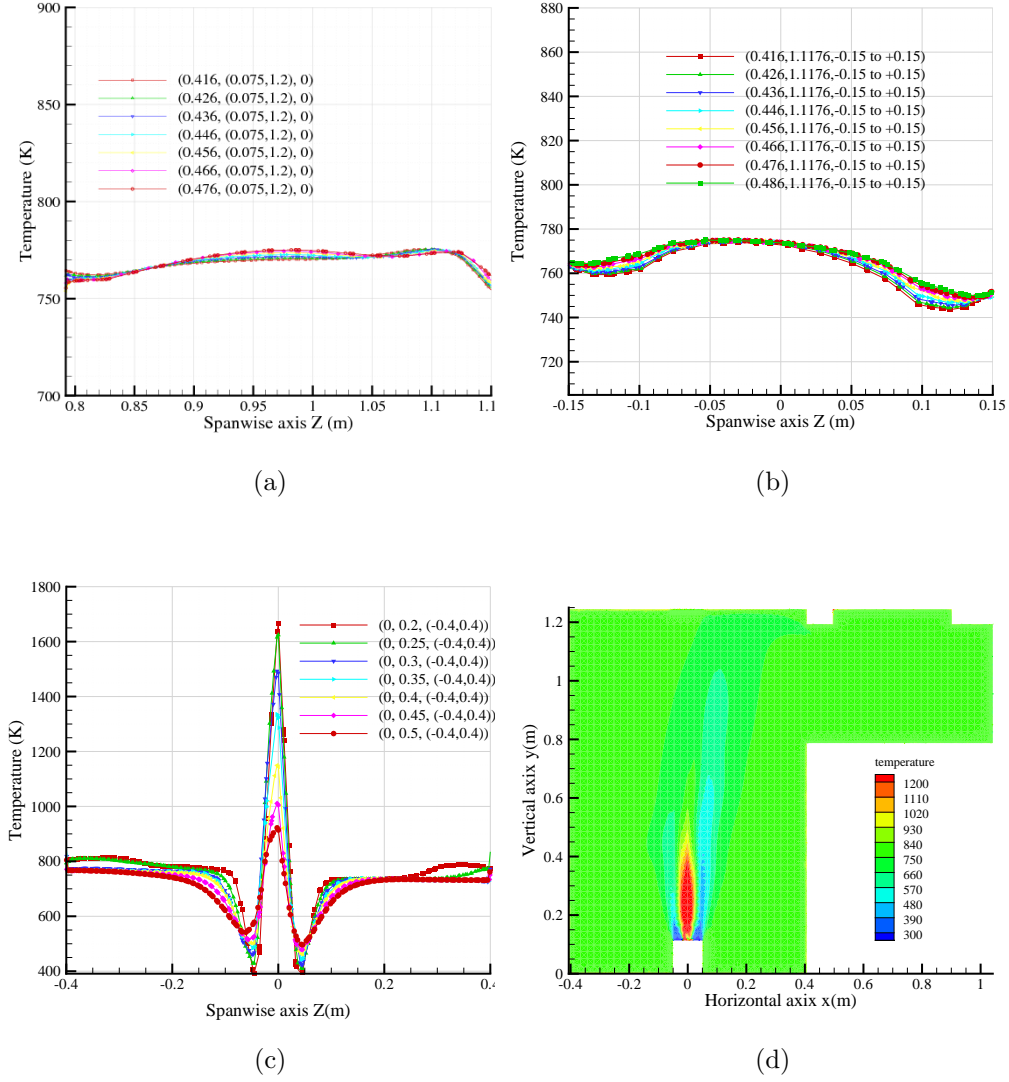 900
850
800
750
700
Temperature (K)
(0.416, (0.075,1.2), 0)
(0.426, (0.075,1.2), 0)
(0.436, (0.075,1.2), 0)
(0.446, (0.075,1.2), 0)
(0.456, (0.075,1.2), 0)
(0.466, (0.075,1.2), 0)
(0.476, (0.075,1.2), 0)
0.8 0.85 0.9 0.95 1 1.05 1.1 1.1
Spanwise axis Z (m)
(a)
880
860
840
820
800
780
760
740
720
Temperature (K)
(0.416,1.1176,-0.15 to +0.15)
(0.426,1.1176,-0.15 to +0.15)
(0.436,1.1176,-0.15 to +0.15)
(0.446,1.1176,-0.15 to +0.15)
(0.456,1.1176,-0.15 to +0.15)
(0.466,1.1176,-0.15 to +0.15)
(0.476,1.1176,-0.15 to +0.15)
(0.486,1.1176,-0.15 to +0.15)
-0.15 -0.1 -0.05 0 0.05 0.1 0.15
Spanwise axis Z (m)
(b)
1800
1600
1400
1200
1000
800
600
400
Temperature (K)
(0, 0.2, (-0.4,0.4))
(0, 0.25, (-0.4,0.4))
(0, 0.3, (-0.4,0.4))
(0, 0.35, (-0.4,0.4))
(0, 0.4, (-0.4,0.4))
(0, 0.45, (-0.4,0.4))
(0, 0.5, (-0.4,0.4))
-0.4 -0.2 0 0.2 0.4
Spanwise axis Z(m)
(c)
1.2
1
0.8
0.6
0.4
0.2
0
Vertical axix y(m)
temperature
1200
1110
1020
930
840
750
660
570
480
390
300
-0.4 -0.2 0 0.2 0.4 0.6 0.8 1
Horizontal axix x(m)
(d)